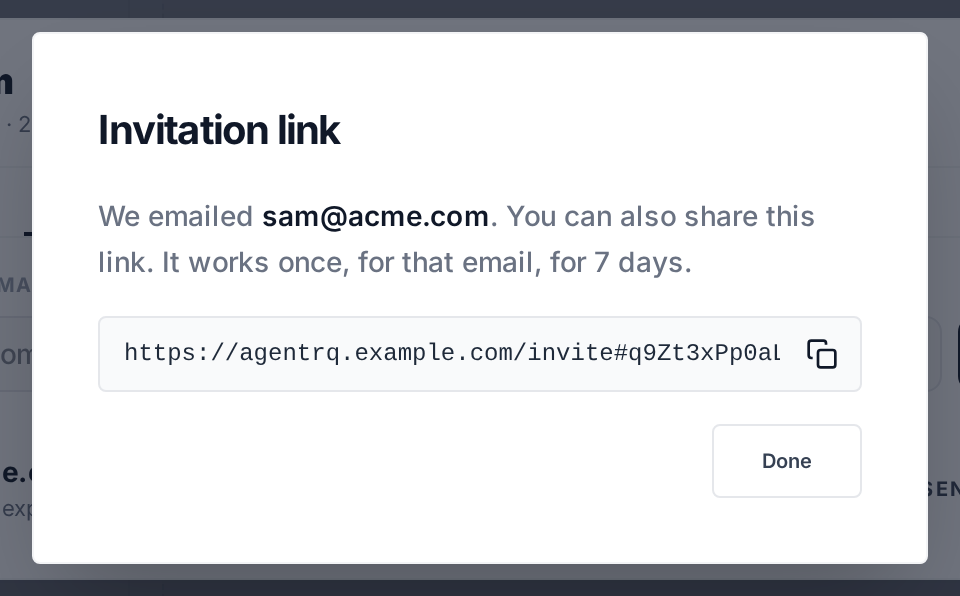 Invitation link
We emailed sam@acme.com. You can also share this
link. It works once, for that email, for 7 days.
https://agentrq.example.com/invite#q9Zt3xPp0aL
Done